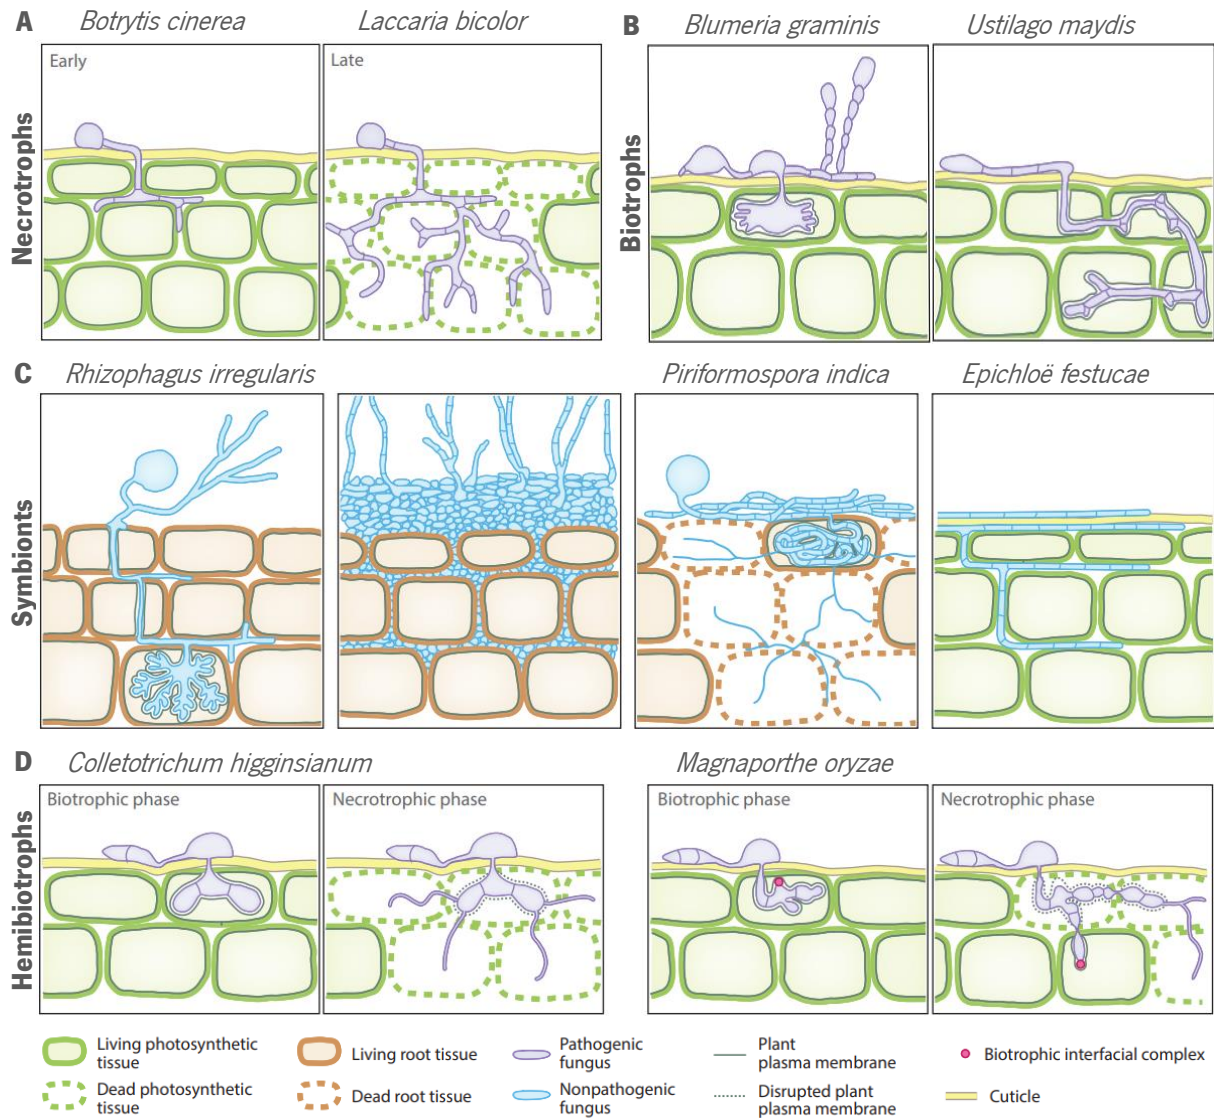 A
Botrytis cinerea
Laccaria bicolor
B
Blumeria graminis
Ustilago maydis
Necrotrophs
Early
Late
Biotrophs
C
Rhizophagus irregularis
Piriformospora indica
Epichloë festucae
Symbionts
D
Colletotrichum higginsianum
Magnaporthe oryzae
Hemibiotrophs
Biotrophic phase
Necrotrophic phase
Biotrophic phase
Necrotrophic phase
Living photosynthetic
tissue
Dead photosynthetic
tissue
Living root tissue
Dead root tissue
Pathogenic
fungus
Nonpathogenic
fungus
Plant
plasma membrane
Disrupted plant
plasma membrane
Biotrophic interfacial complex
Cuticle